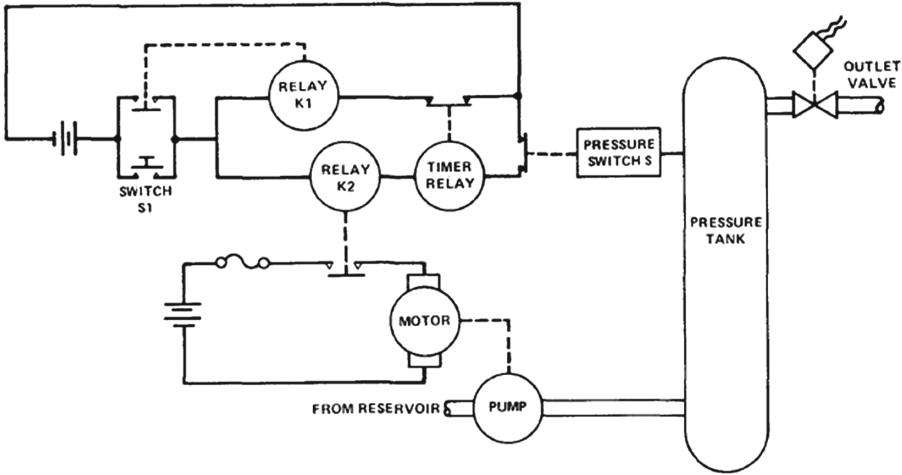 RELAY
K1
OUTLET
VALVE
SWITCH
S1
RELAY
K2
TIMER
RELAY
PRESSURE
SWITCH S
PRESSURE
TANK
MOTOR
FROM RESERVOIR
PUMP